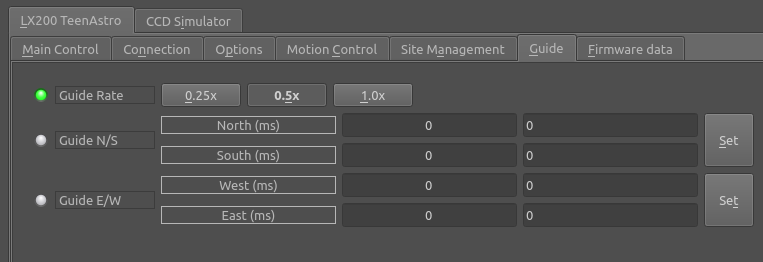 LX200 TeenAstro CCD Simulator
Main Control Connection Options Motion Control Site Management Guide Firmware data
Guide Rate 0.25x 0.5x 1.0x
North (ms) 0 0
Guide N/S Set
South (ms) 0 0
West (ms) 0 0
Guide E/W Set
East (ms) 0 0